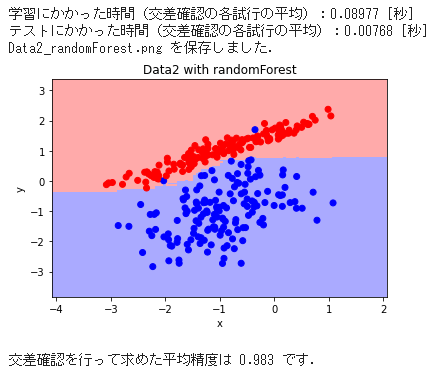 学習にかかった時間（交差確認の各試行の平均）：0.08977 [秒]
テストにかかった時間（交差確認の各試行の平均）：0.00768 [秒]
Data2_randomForest.png を保存しました.
Data2 with randomForest
3
2
1
0
−1
−2
−3
y
−4 −3 −2 −1 0 1 2
x
交差確認を行って求めた平均精度は 0.983 です.